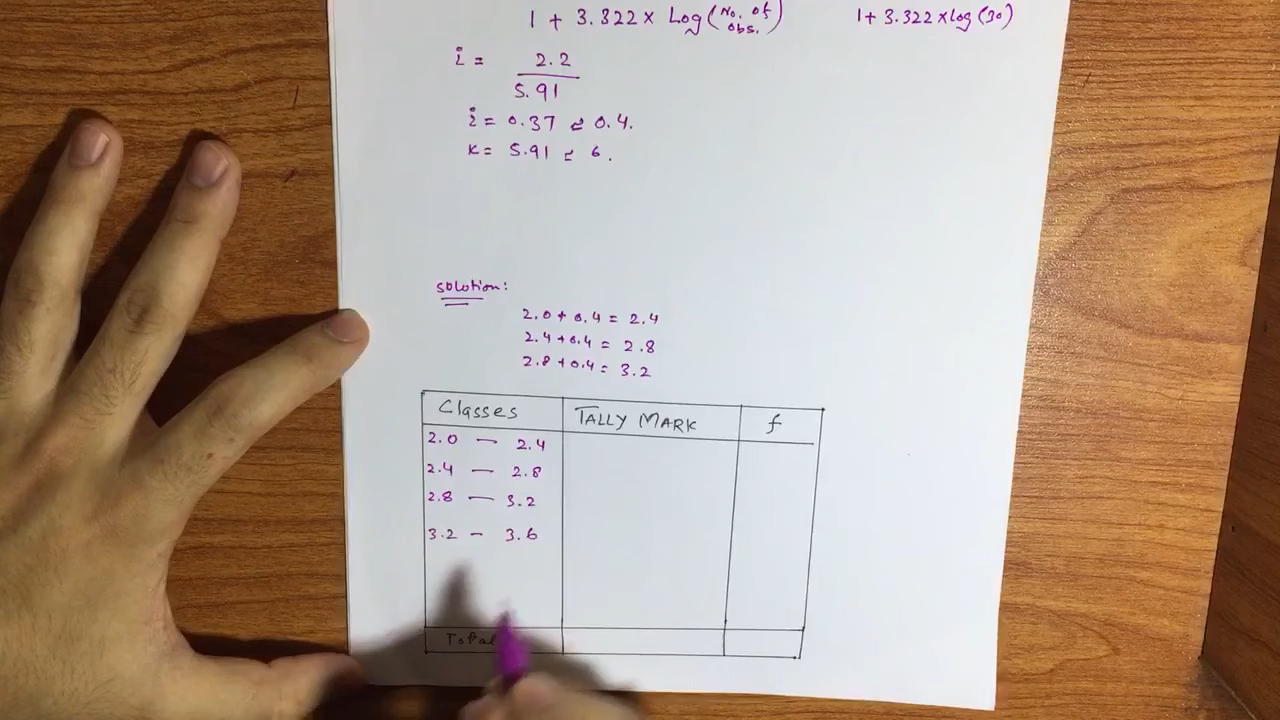 1 + 3.322 × Log (No. of obs.) 1 + 3.322 × log (30)
i = 2.2
5.91
i = 0.37 ≃ 0.4.
K = 5.91 ≃ 6.
solution:
2.0 + 0.4 = 2.4
2.4 + 0.4 = 2.8
2.8 + 0.4 = 3.2
Classes TALLY MARK f
2.0 — 2.4
2.4 — 2.8
2.8 — 3.2
3.2 — 3.6
Total